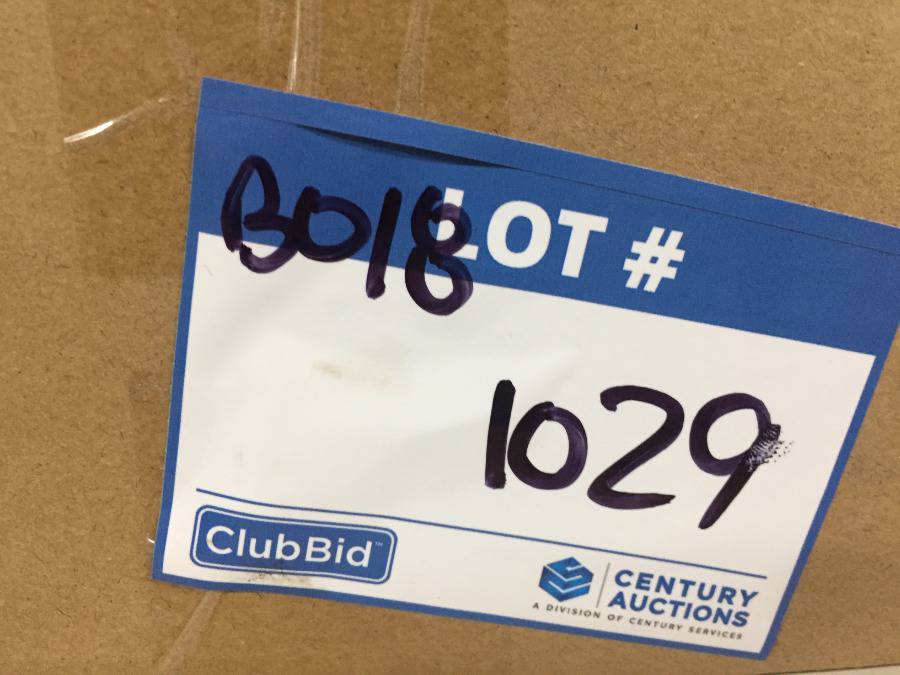 B018 LOT #
1029
ClubBid™
CENTURY
AUCTIONS
A DIVISION OF CENTURY SERVICES